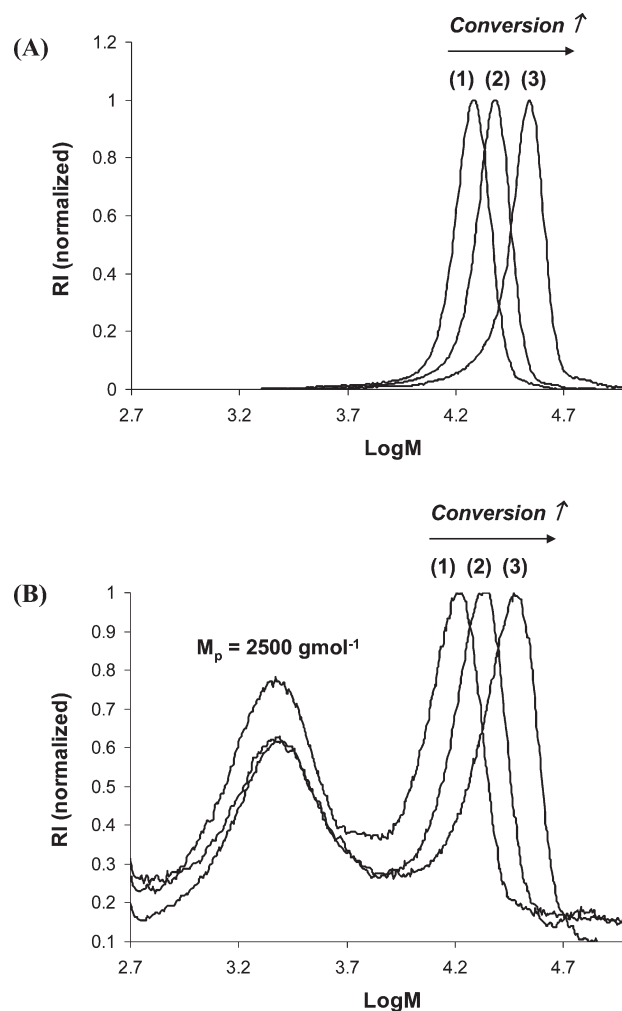 (A)
Conversion ↑
(1) (2) (3)
RI (normalized)
1.2
1
0.8
0.6
0.4
0.2
0
2.7 3.2 3.7 4.2 4.7
LogM
(B)
Conversion ↑
(1) (2) (3)
Mp = 2500 gmol-1
RI (normalized)
1
0.9
0.8
0.7
0.6
0.5
0.4
0.3
0.2
0.1
2.7 3.2 3.7 4.2 4.7
LogM